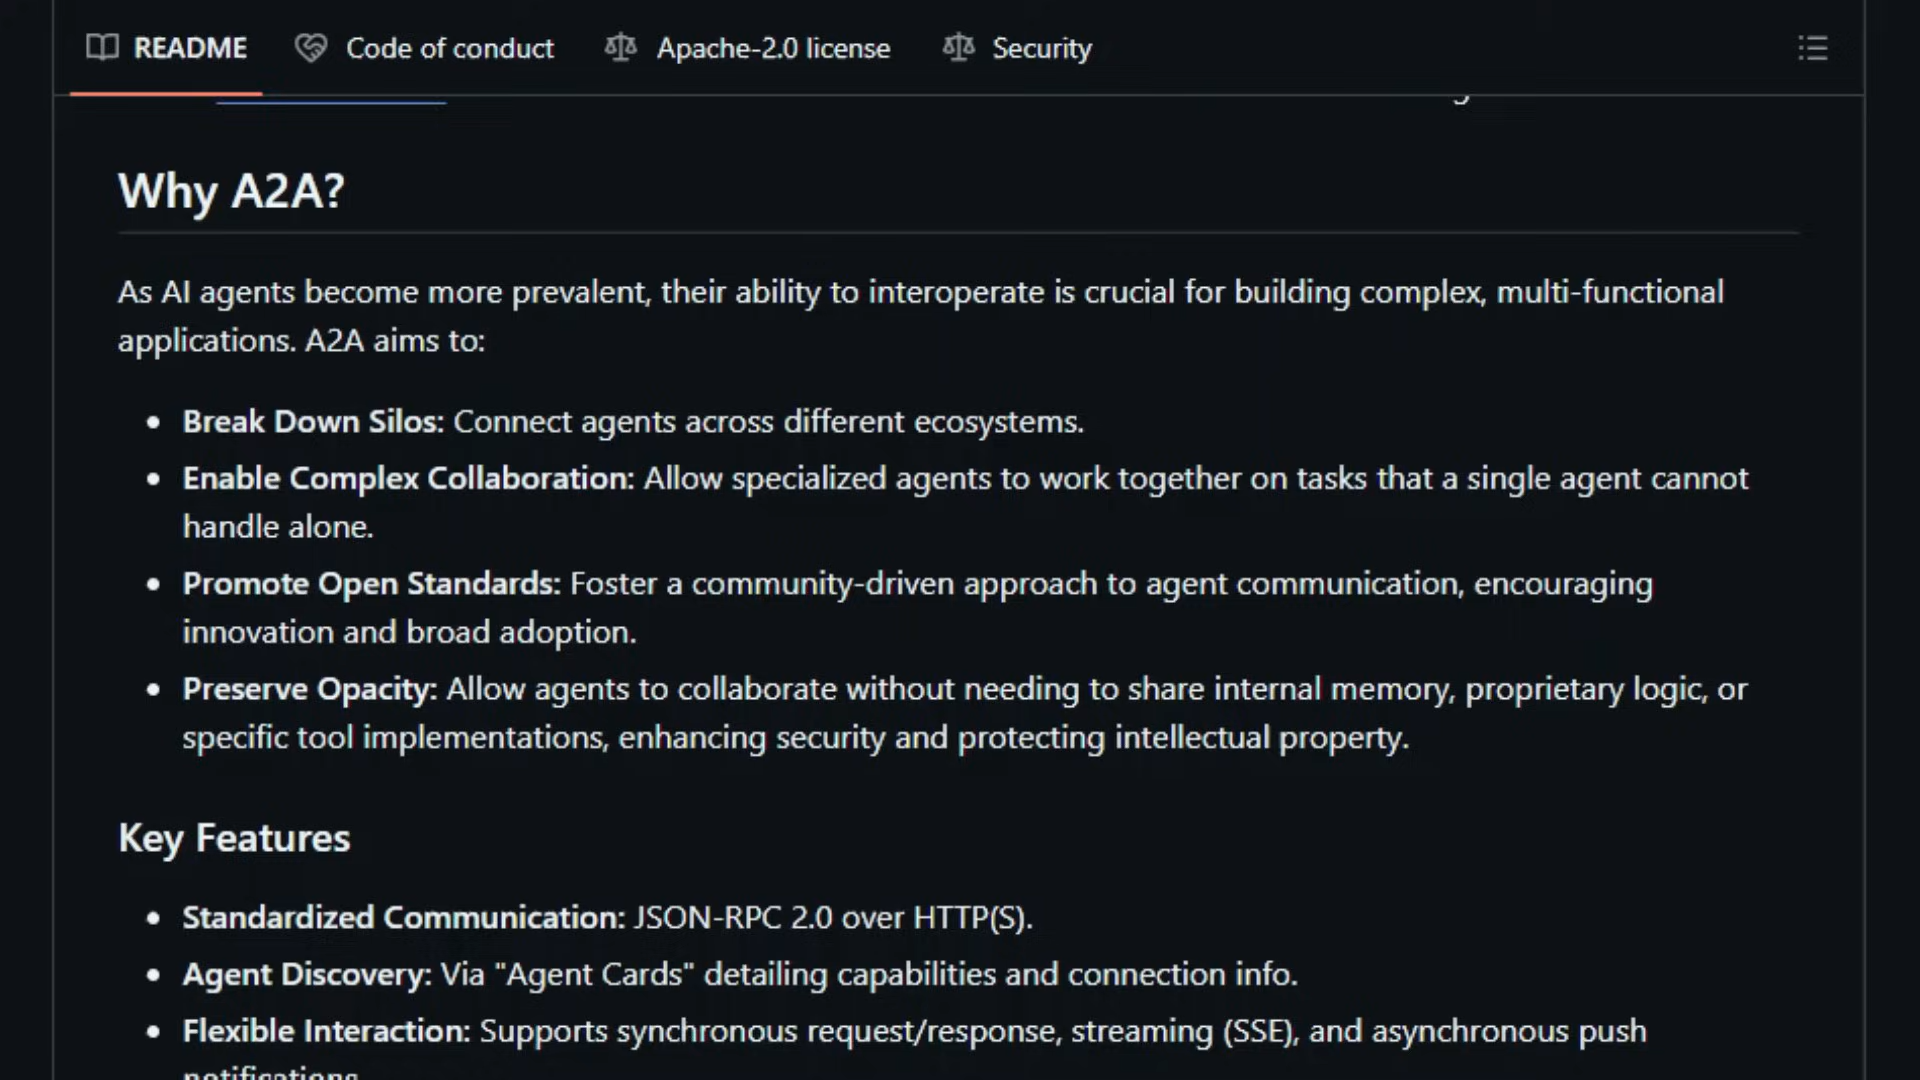 README Code of conduct Apache-2.0 license Security
Why A2A?
As AI agents become more prevalent, their ability to interoperate is crucial for building complex, multi-functional
applications. A2A aims to:
• Break Down Silos: Connect agents across different ecosystems.
• Enable Complex Collaboration: Allow specialized agents to work together on tasks that a single agent cannot
handle alone.
• Promote Open Standards: Foster a community-driven approach to agent communication, encouraging
innovation and broad adoption.
• Preserve Opacity: Allow agents to collaborate without needing to share internal memory, proprietary logic, or
specific tool implementations, enhancing security and protecting intellectual property.
Key Features
• Standardized Communication: JSON-RPC 2.0 over HTTP(S).
• Agent Discovery: Via "Agent Cards" detailing capabilities and connection info.
• Flexible Interaction: Supports synchronous request/response, streaming (SSE), and asynchronous push
notifications.